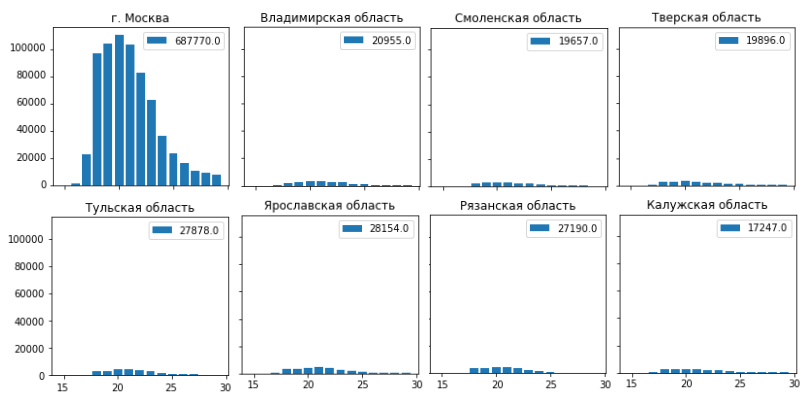 г. Москва
687770.0
Владимирская область
20955.0
Смоленская область
19657.0
Тверская область
19896.0
100000
80000
60000
40000
20000
0
Тульская область
27878.0
Ярославская область
28154.0
Рязанская область
27190.0
Калужская область
17247.0
100000
80000
60000
40000
20000
0
15 20 25 30
15 20 25 30
15 20 25 30
15 20 25 30